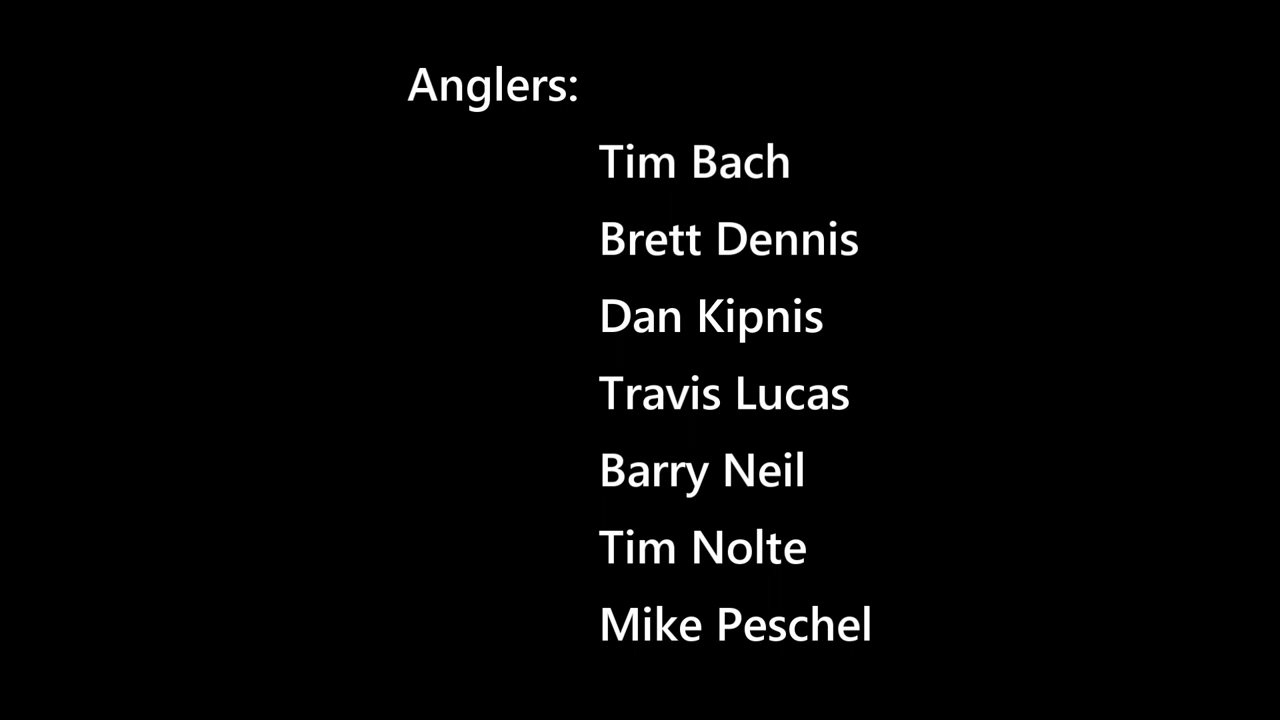 Anglers:
Tim Bach
Brett Dennis
Dan Kipnis
Travis Lucas
Barry Neil
Tim Nolte
Mike Peschel